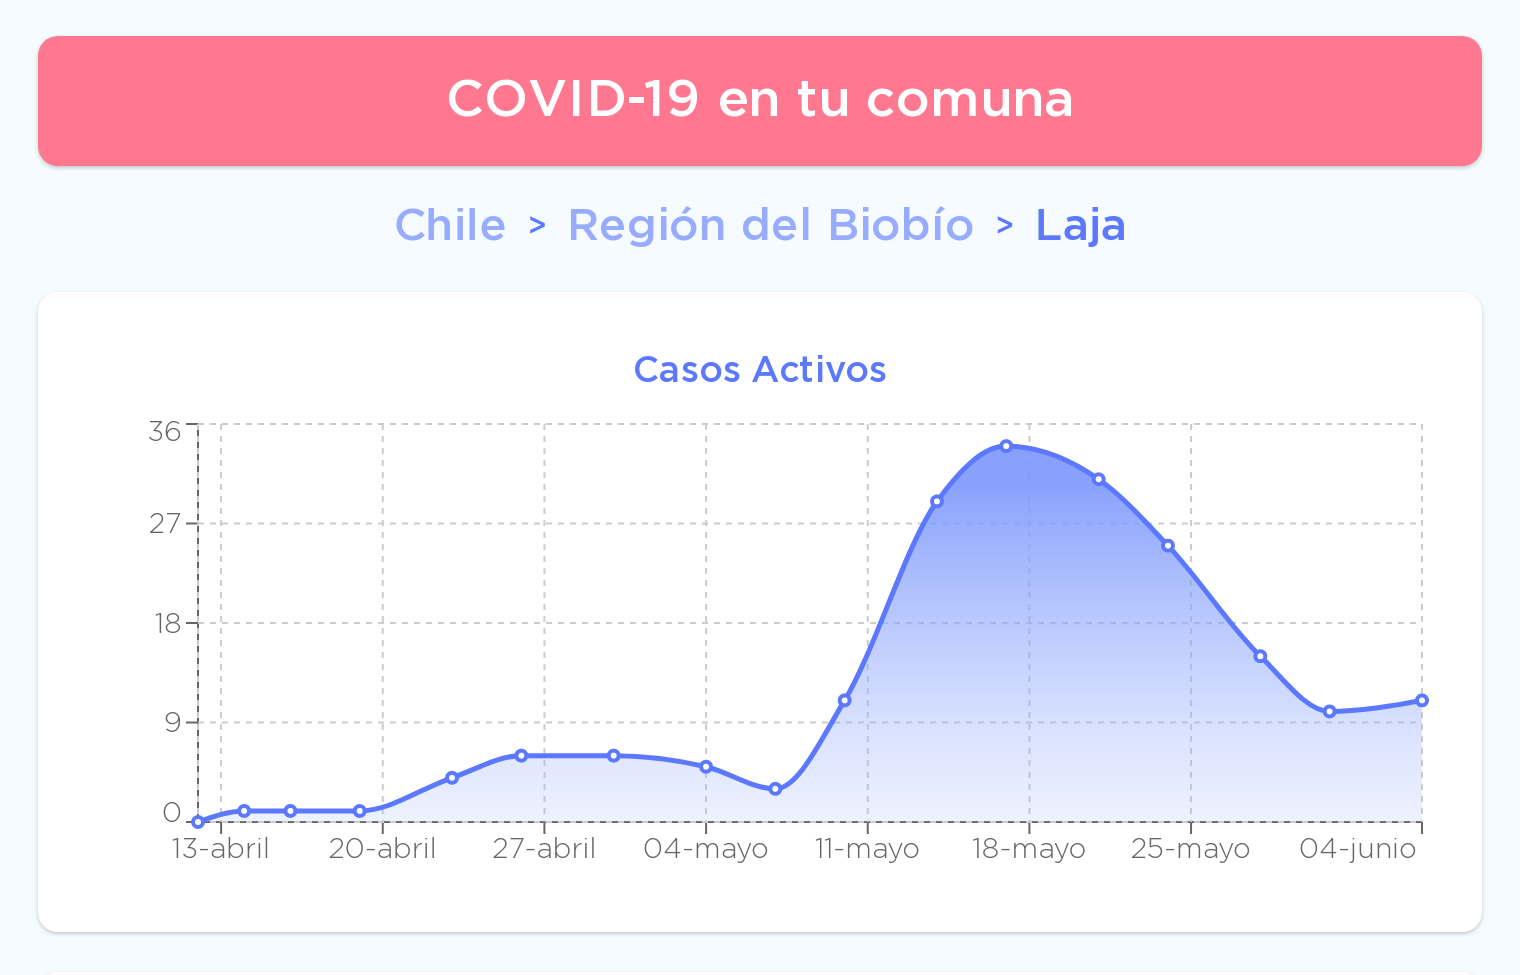 COVID-19 en tu comuna
Chile > Región del Biobío > Laja
Casos Activos
36
27
18
9
0
13-abril 20-abril 27-abril 04-mayo 11-mayo 18-mayo 25-mayo 04-junio